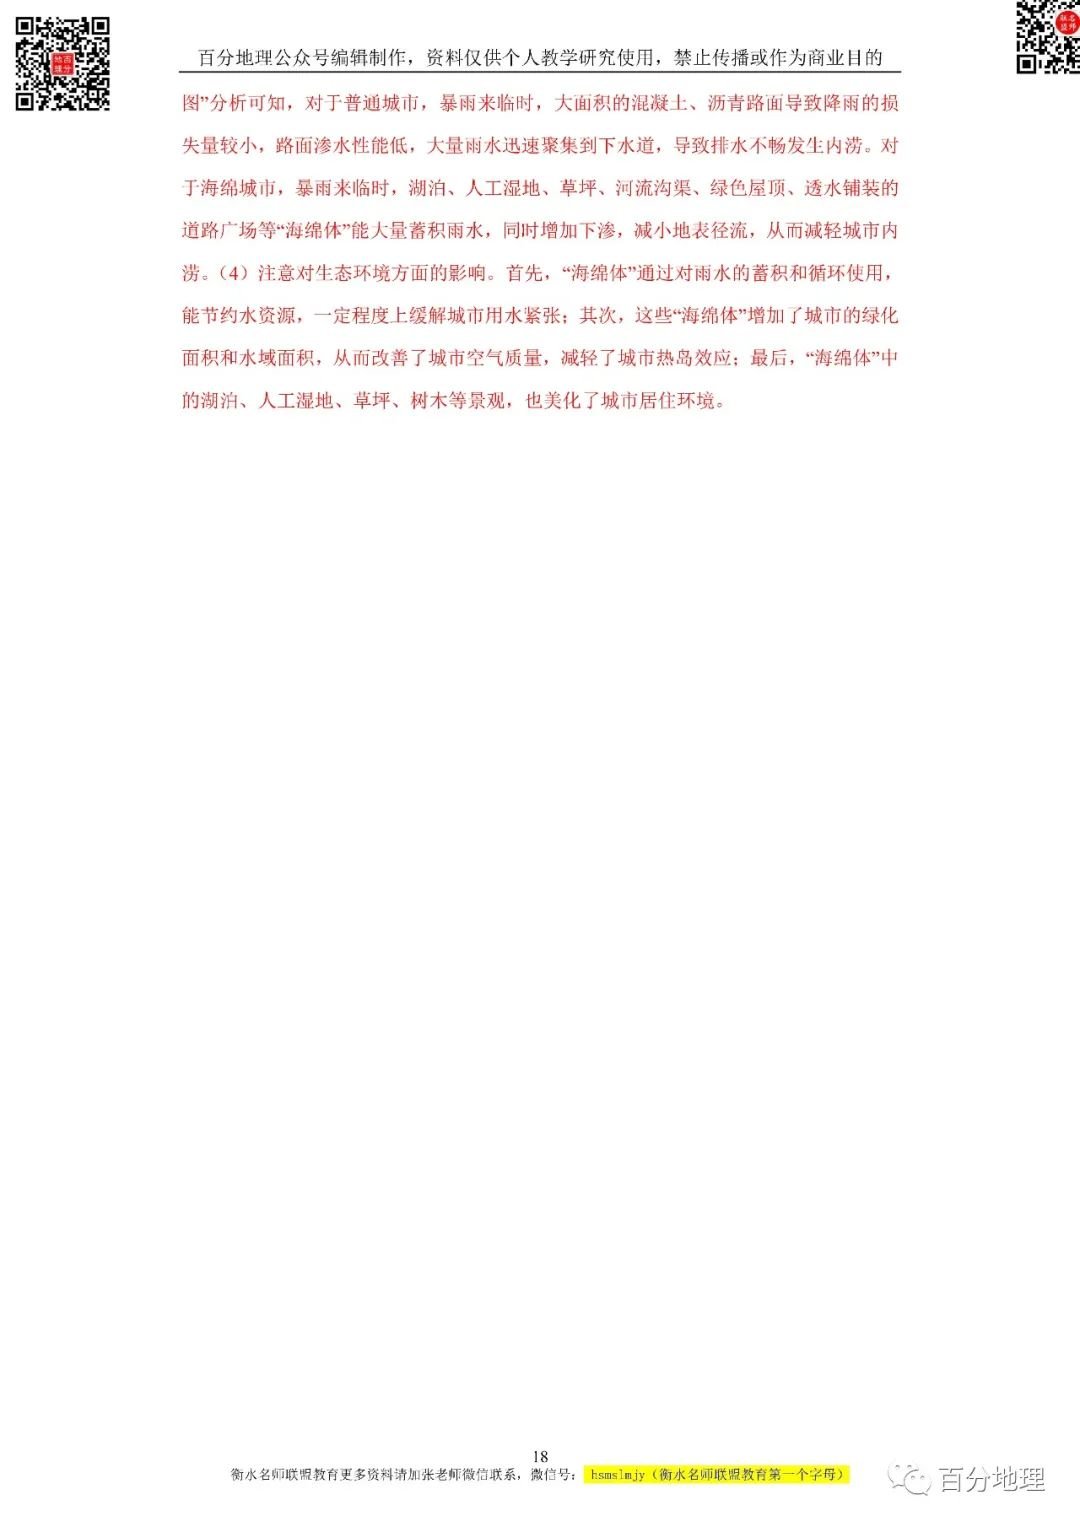 百分地理公众号编辑制作，资料仅供个人教学研究使用，禁止传播或作为商业目的
图”分析可知，对于普通城市，暴雨来临时，大面积的混凝土、沥青路面导致降雨的损
失量较小，路面渗水性能低，大量雨水迅速聚集到下水道，导致排水不畅发生内涝。对
于海绵城市，暴雨来临时，湖泊、人工湿地、草坪、河流沟渠、绿色屋顶、透水铺装的
道路广场等“海绵体”能大量蓄积雨水，同时增加下渗，减小地表径流，从而减轻城市内
涝。（4）注意对生态环境方面的影响。首先，“海绵体”通过对雨水的蓄积和循环使用，
能节约水资源，一定程度上缓解城市用水紧张；其次，这些“海绵体”增加了城市的绿化
面积和水域面积，从而改善了城市空气质量，减轻了城市热岛效应；最后，“海绵体”中
的湖泊、人工湿地、草坪、树木等景观，也美化了城市居住环境。
18
衡水名师联盟教育更多资料请加张老师微信联系，微信号： hsmslmjy（衡水名师联盟教育第一个字母）
百分地理